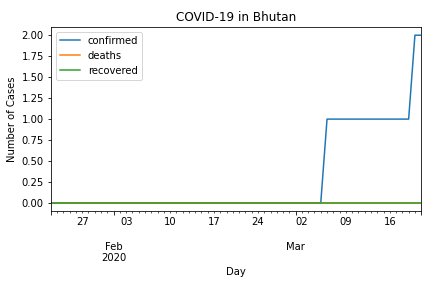 COVID-19 in Bhutan
confirmed
deaths
recovered
Number of Cases
2.00
1.75
1.50
1.25
1.00
0.75
0.50
0.25
0.00
27 03 10 17 24 02 09 16
Feb Mar
2020
Day